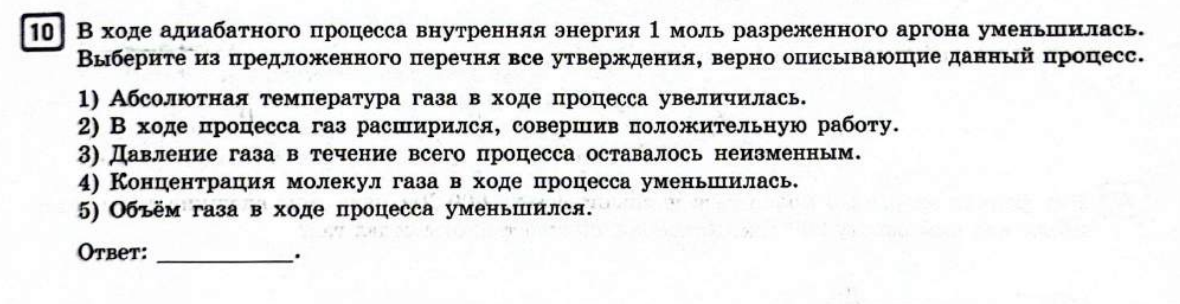 10 В ходе адиабатного процесса внутренняя энергия 1 моль разреженного аргона уменьшилась.
Выберите из предложенного перечня все утверждения, верно описывающие данный процесс.
1) Абсолютная температура газа в ходе процесса увеличилась.
2) В ходе процесса газ расширился, совершив положительную работу.
3) Давление газа в течение всего процесса оставалось неизменным.
4) Концентрация молекул газа в ходе процесса уменьшилась.
5) Объём газа в ходе процесса уменьшился.
Ответ: ____________.